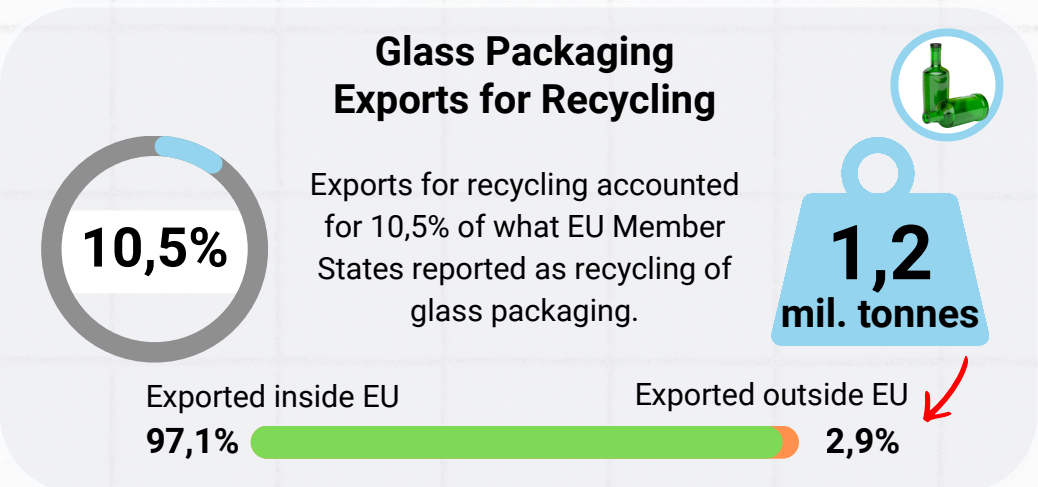 Glass Packaging
Exports for Recycling
10,5%
Exports for recycling accounted
for 10,5% of what EU Member
States reported as recycling of
glass packaging.
1,2
mil. tonnes
Exported inside EU
97,1%
Exported outside EU
2,9%